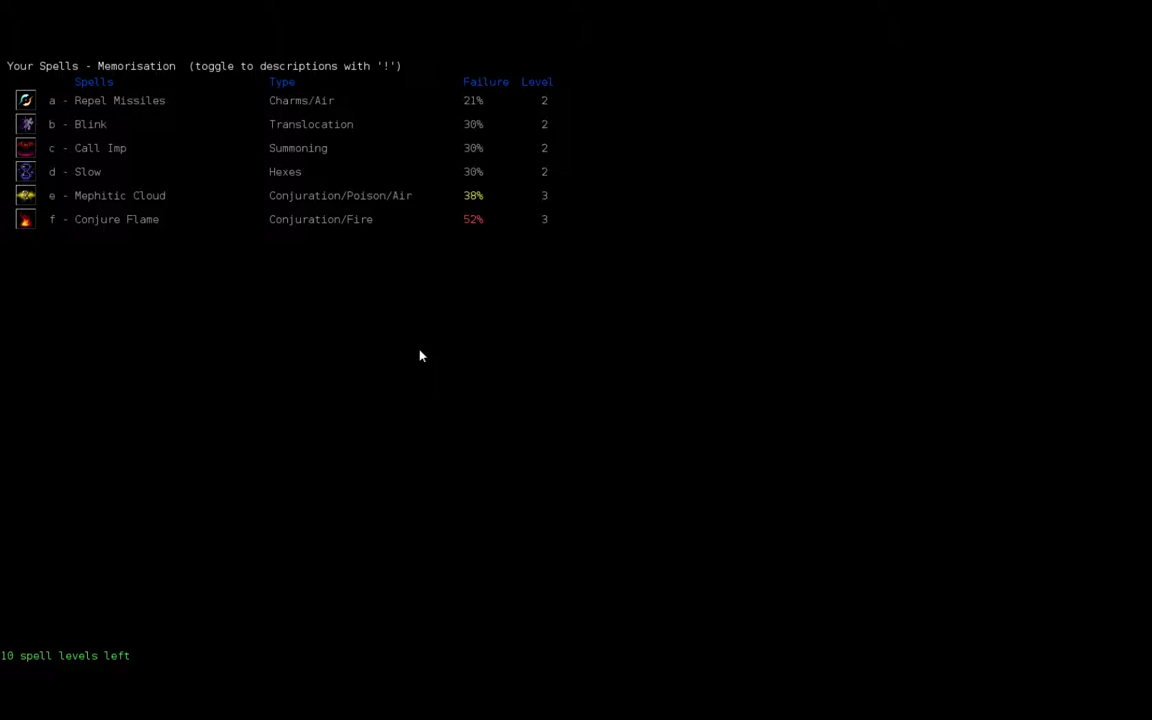 Your Spells - Memorisation  (toggle to descriptions with '!')
Spells Type Failure Level
a - Repel Missiles Charms/Air 21% 2
b - Blink Translocation 30% 2
c - Call Imp Summoning 30% 2
d - Slow Hexes 30% 2
e - Mephitic Cloud Conjuration/Poison/Air 38% 3
f - Conjure Flame Conjuration/Fire 52% 3
10 spell levels left